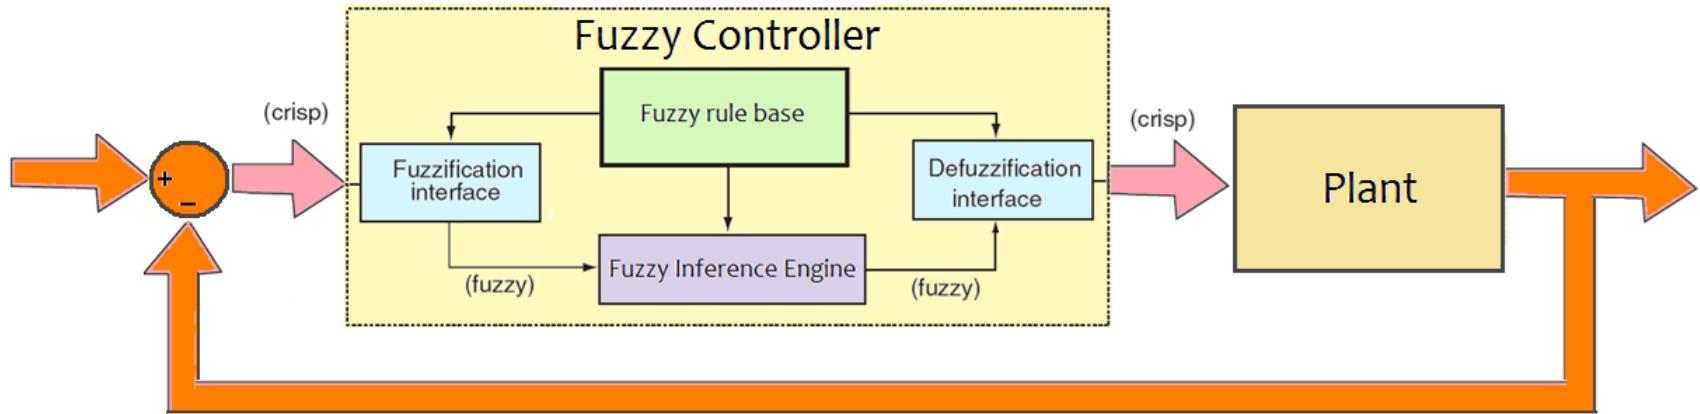 Fuzzy Controller
(crisp)
+
−
Fuzzification
interface
Fuzzy rule base
Defuzzification
interface
(fuzzy)
Fuzzy Inference Engine
(fuzzy)
(crisp)
Plant